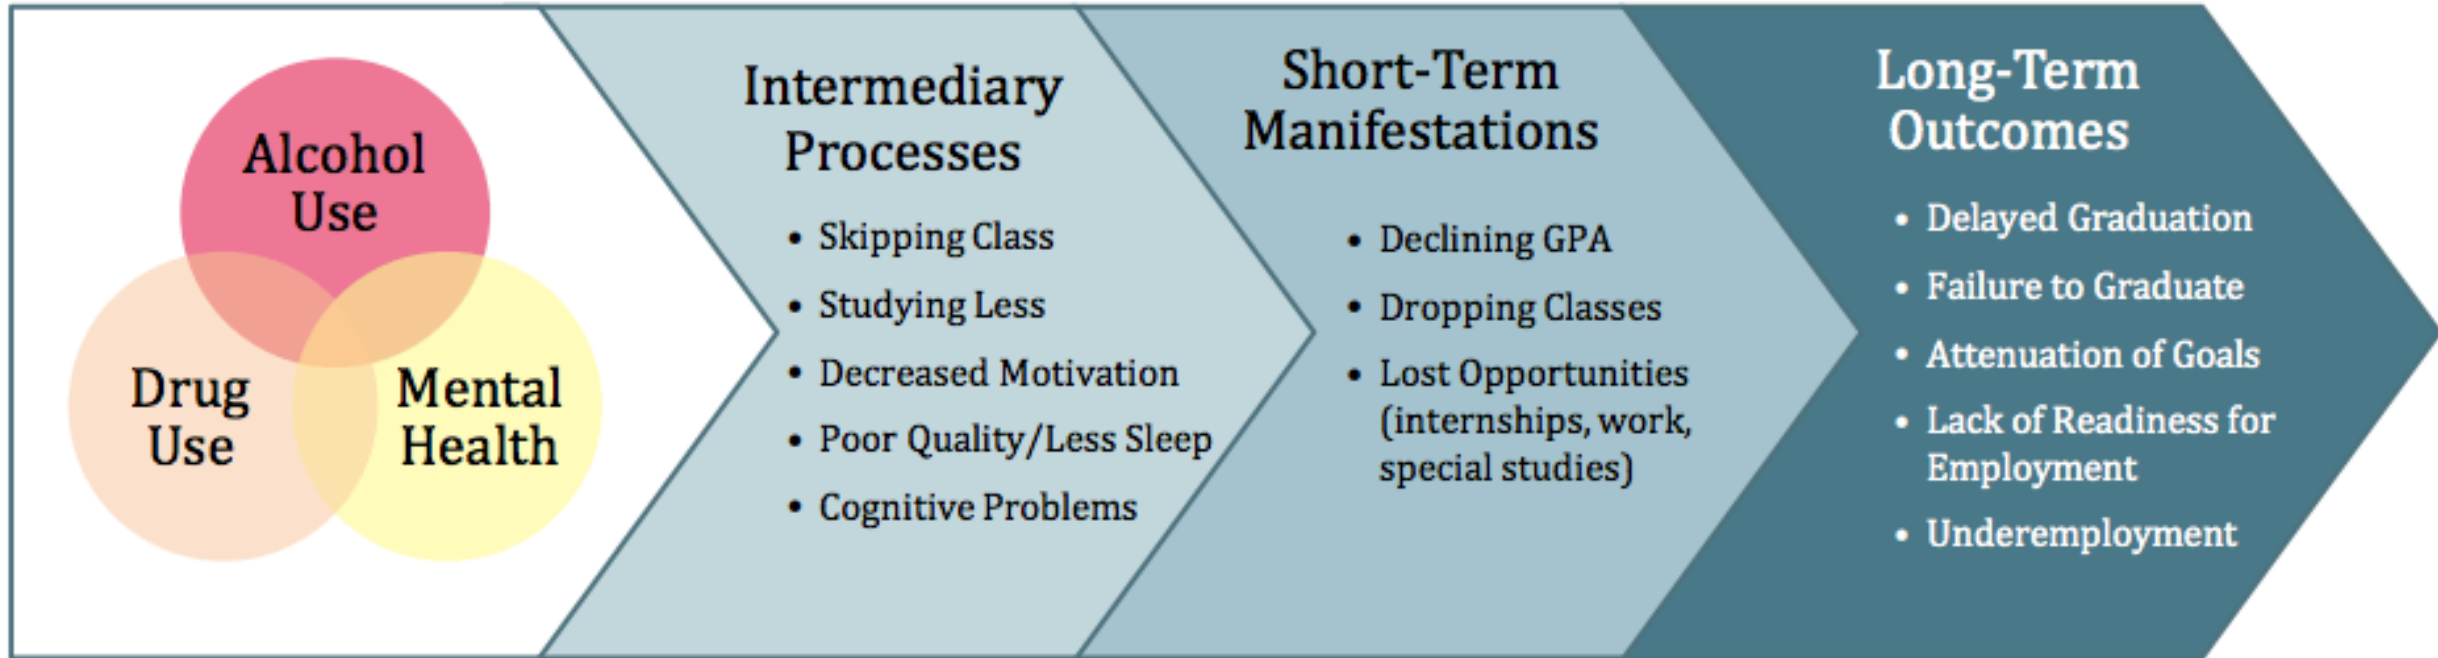 Alcohol
Use
Drug
Use
Mental
Health
Intermediary
Processes
• Skipping Class
• Studying Less
• Decreased Motivation
• Poor Quality/Less Sleep
• Cognitive Problems
Short-Term
Manifestations
• Declining GPA
• Dropping Classes
• Lost Opportunities
(internships, work,
special studies)
Long-Term
Outcomes
• Delayed Graduation
• Failure to Graduate
• Attenuation of Goals
• Lack of Readiness for
Employment
• Underemployment